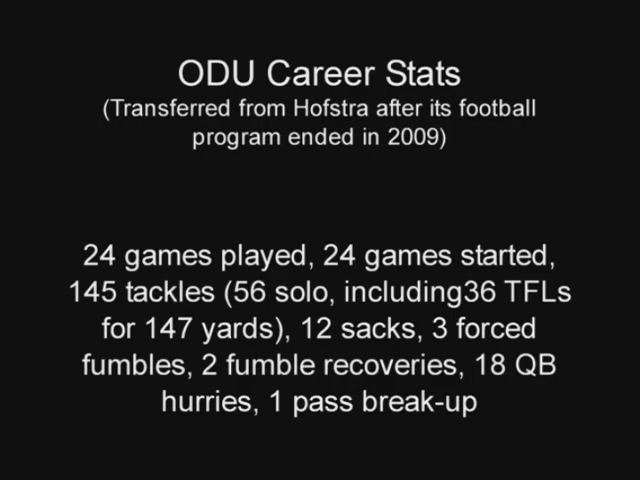 ODU Career Stats
(Transferred from Hofstra after its football
program ended in 2009)
24 games played, 24 games started,
145 tackles (56 solo, including36 TFLs
for 147 yards), 12 sacks, 3 forced
fumbles, 2 fumble recoveries, 18 QB
hurries, 1 pass break-up